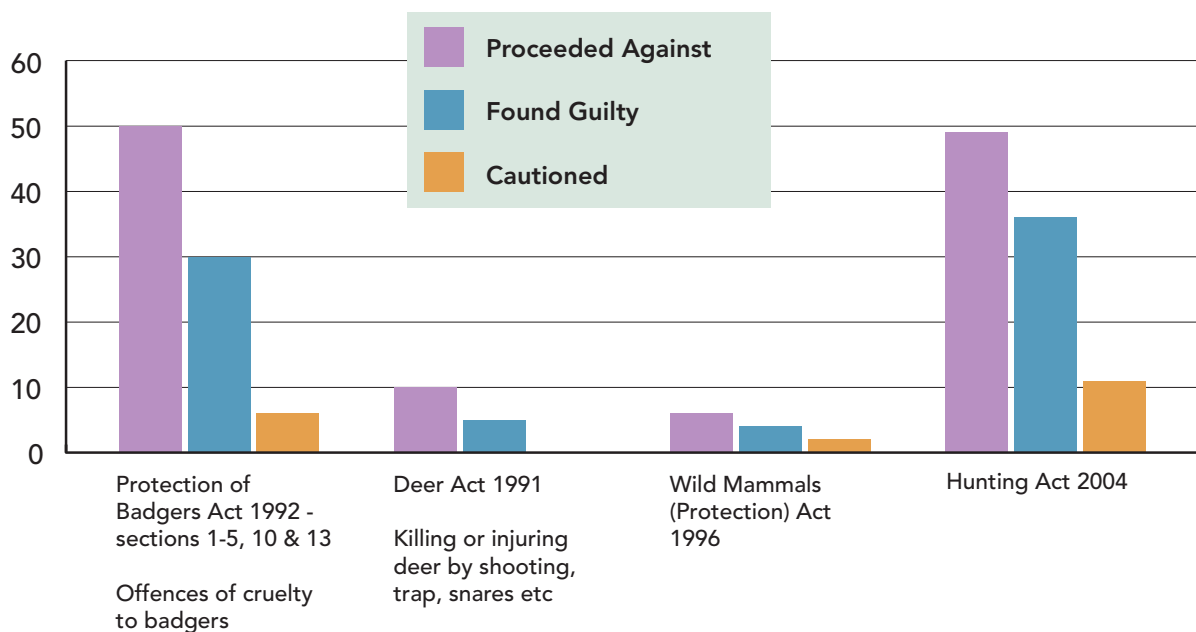 Proceeded Against
Found Guilty
Cautioned
60
50
40
30
20
10
0
Protection of
Badgers Act 1992 -
sections 1-5, 10 & 13
Offences of cruelty
to badgers
Deer Act 1991
Killing or injuring
deer by shooting,
trap, snares etc
Wild Mammals
(Protection) Act
1996
Hunting Act 2004